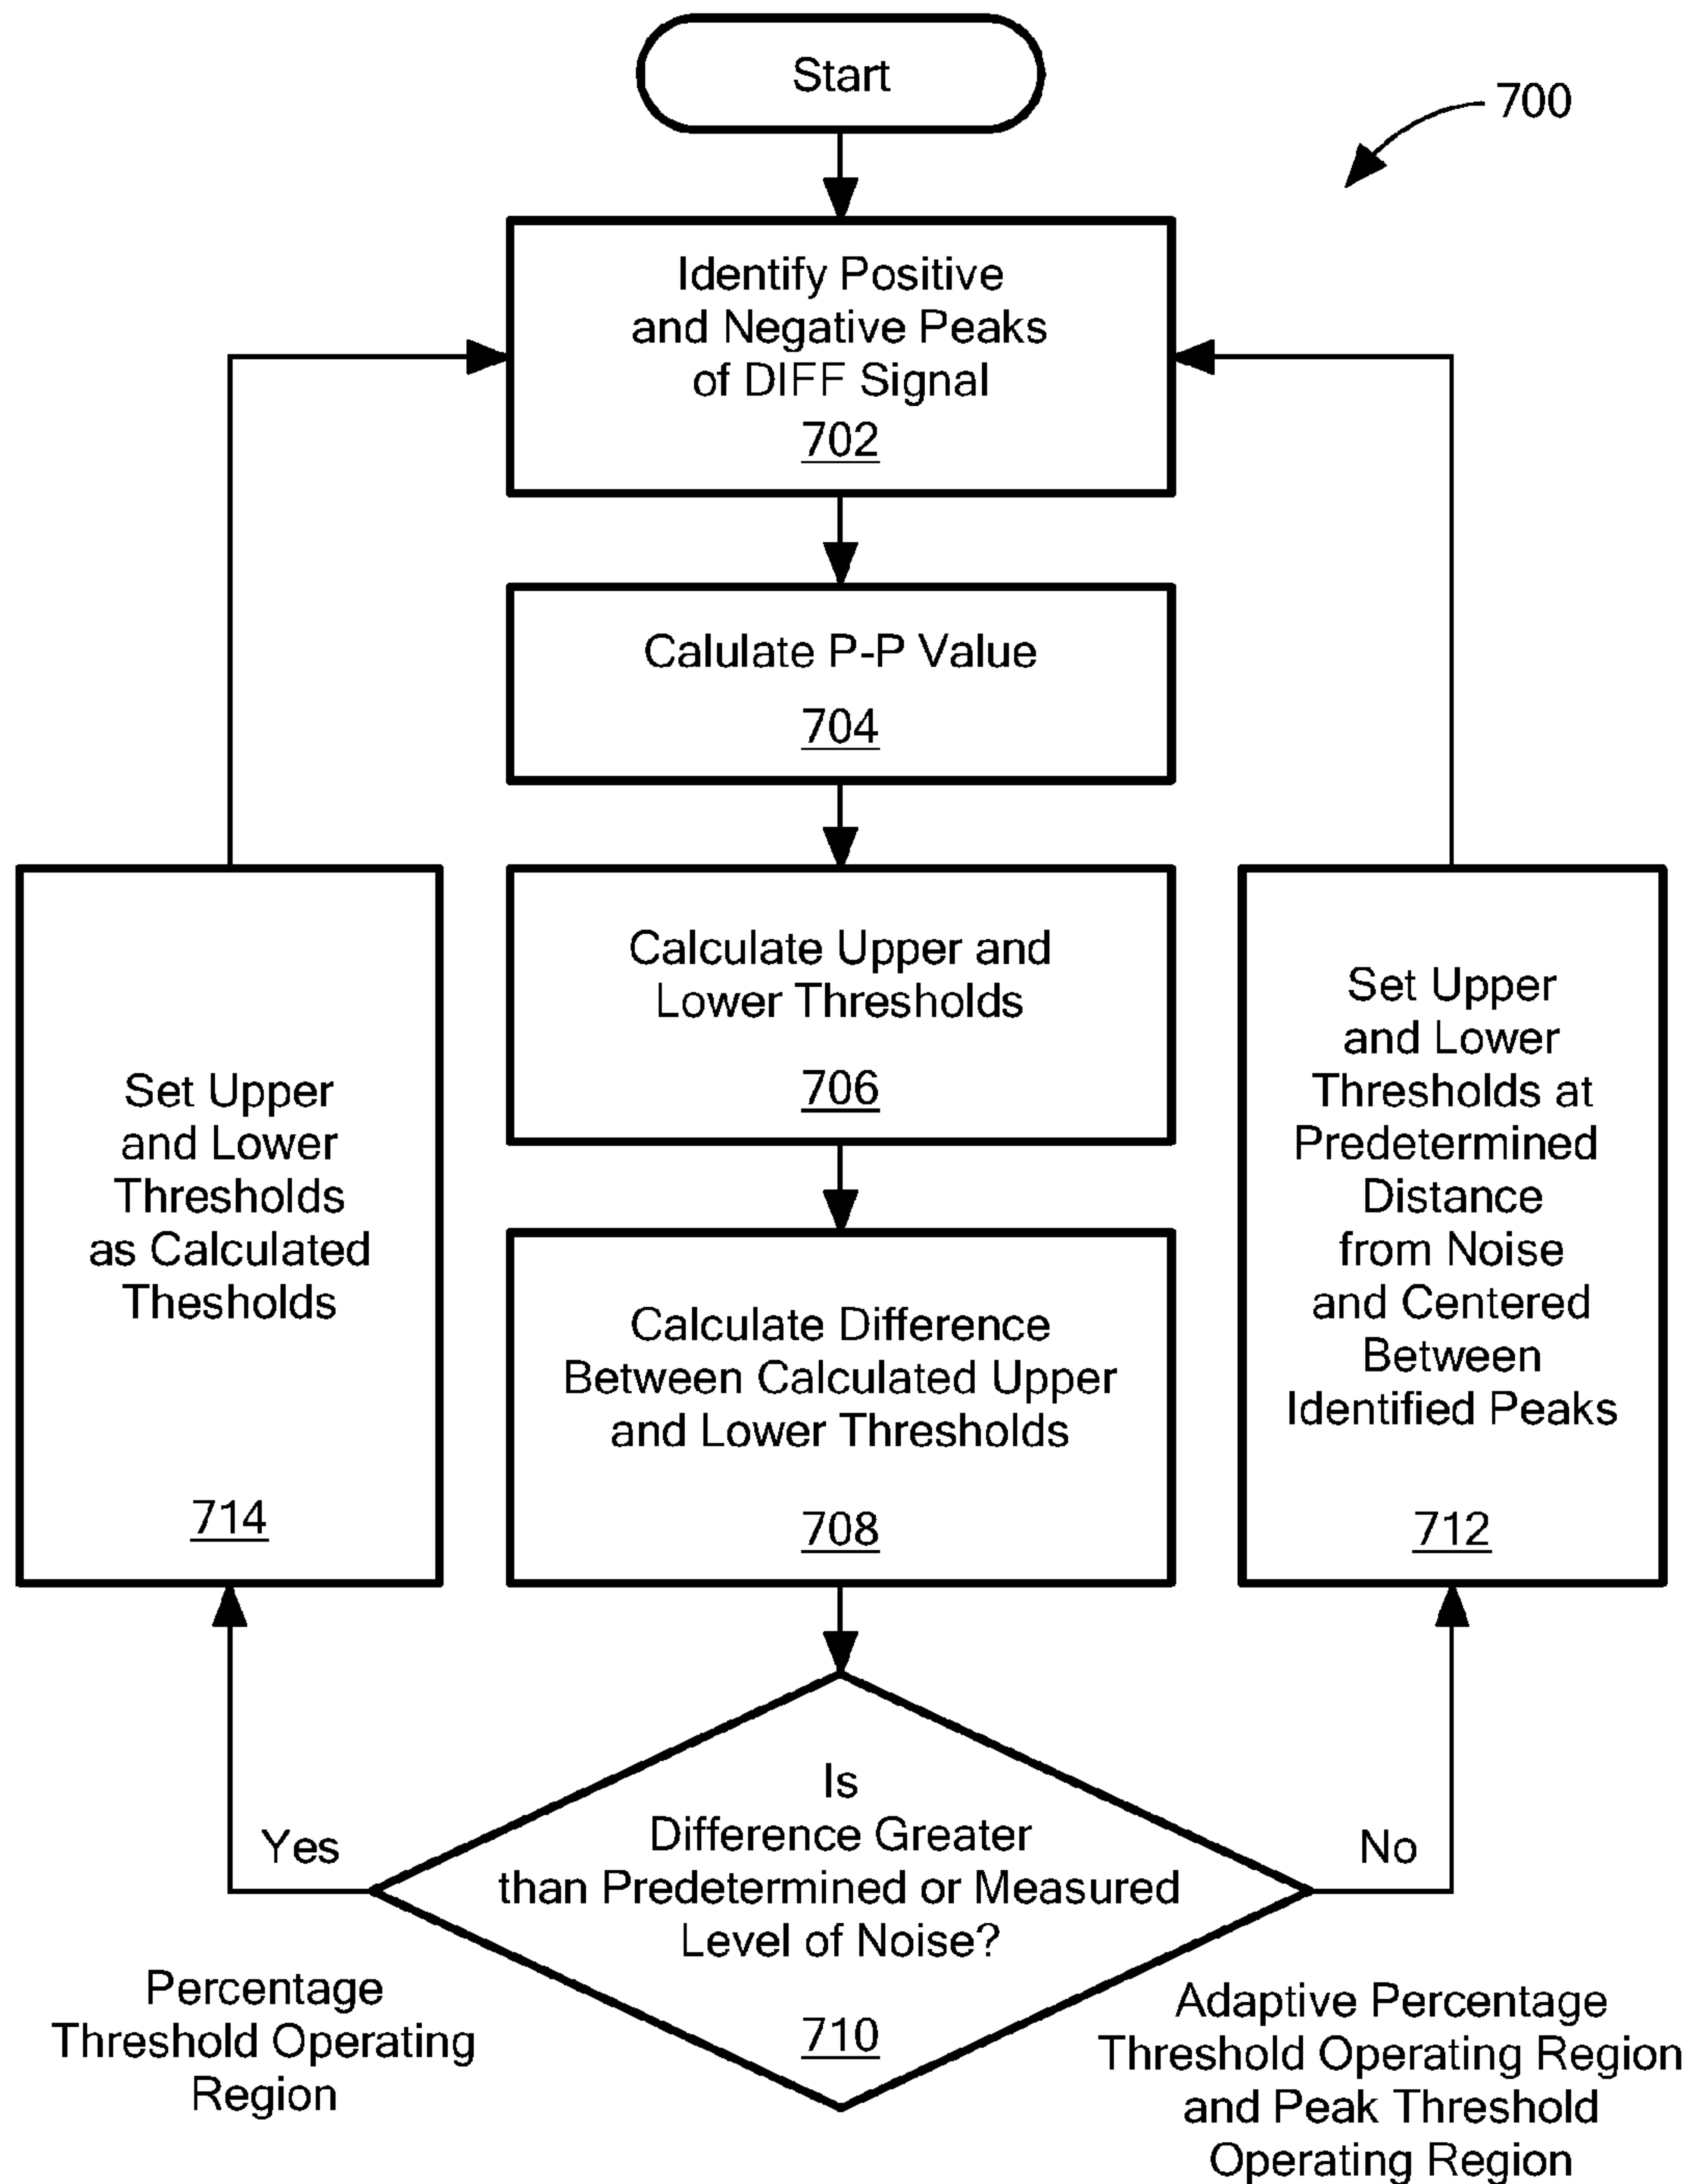 Start
700
Identify Positive
and Negative Peaks
of DIFF Signal
702
Calulate P-P Value
704
Calculate Upper and
Lower Thresholds
706
Calculate Difference
Between Calculated Upper
and Lower Thresholds
708
Is
Difference Greater
than Predetermined or Measured
Level of Noise?
710
Yes
Percentage
Threshold Operating
Region
Set Upper
and Lower
Thresholds
as Calculated
Thesholds
714
No
Adaptive Percentage
Threshold Operating Region
and Peak Threshold
Operating Region
Set Upper
and Lower
Thresholds at
Predetermined
Distance
from Noise
and Centered
Between
Identified Peaks
712